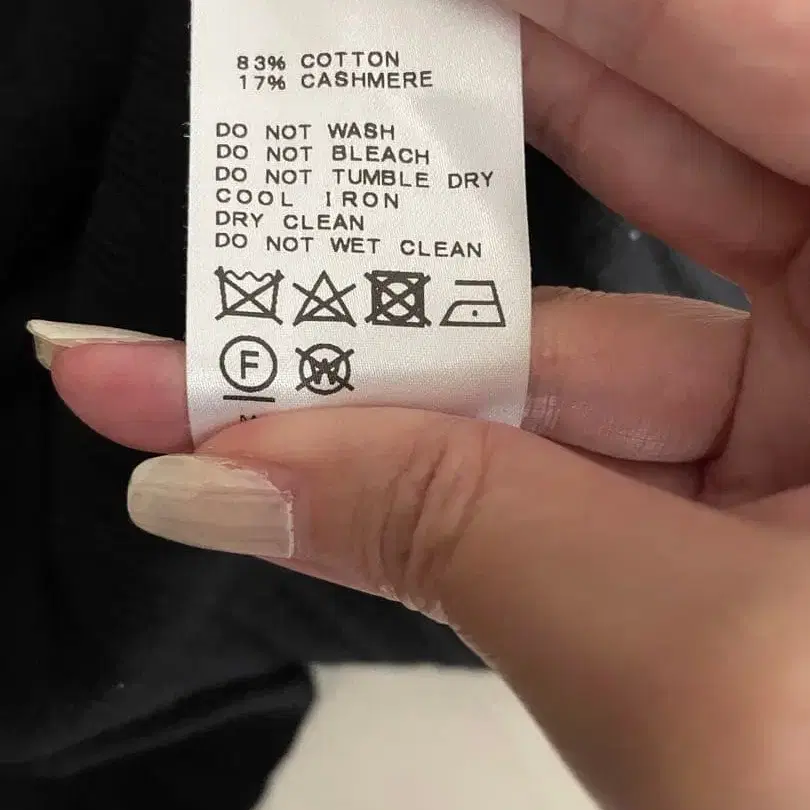 83% COTTON
17% CASHMERE
DO NOT WASH
DO NOT BLEACH
DO NOT TUMBLE DRY
COOL IRON
DRY CLEAN
DO NOT WET CLEAN
F W